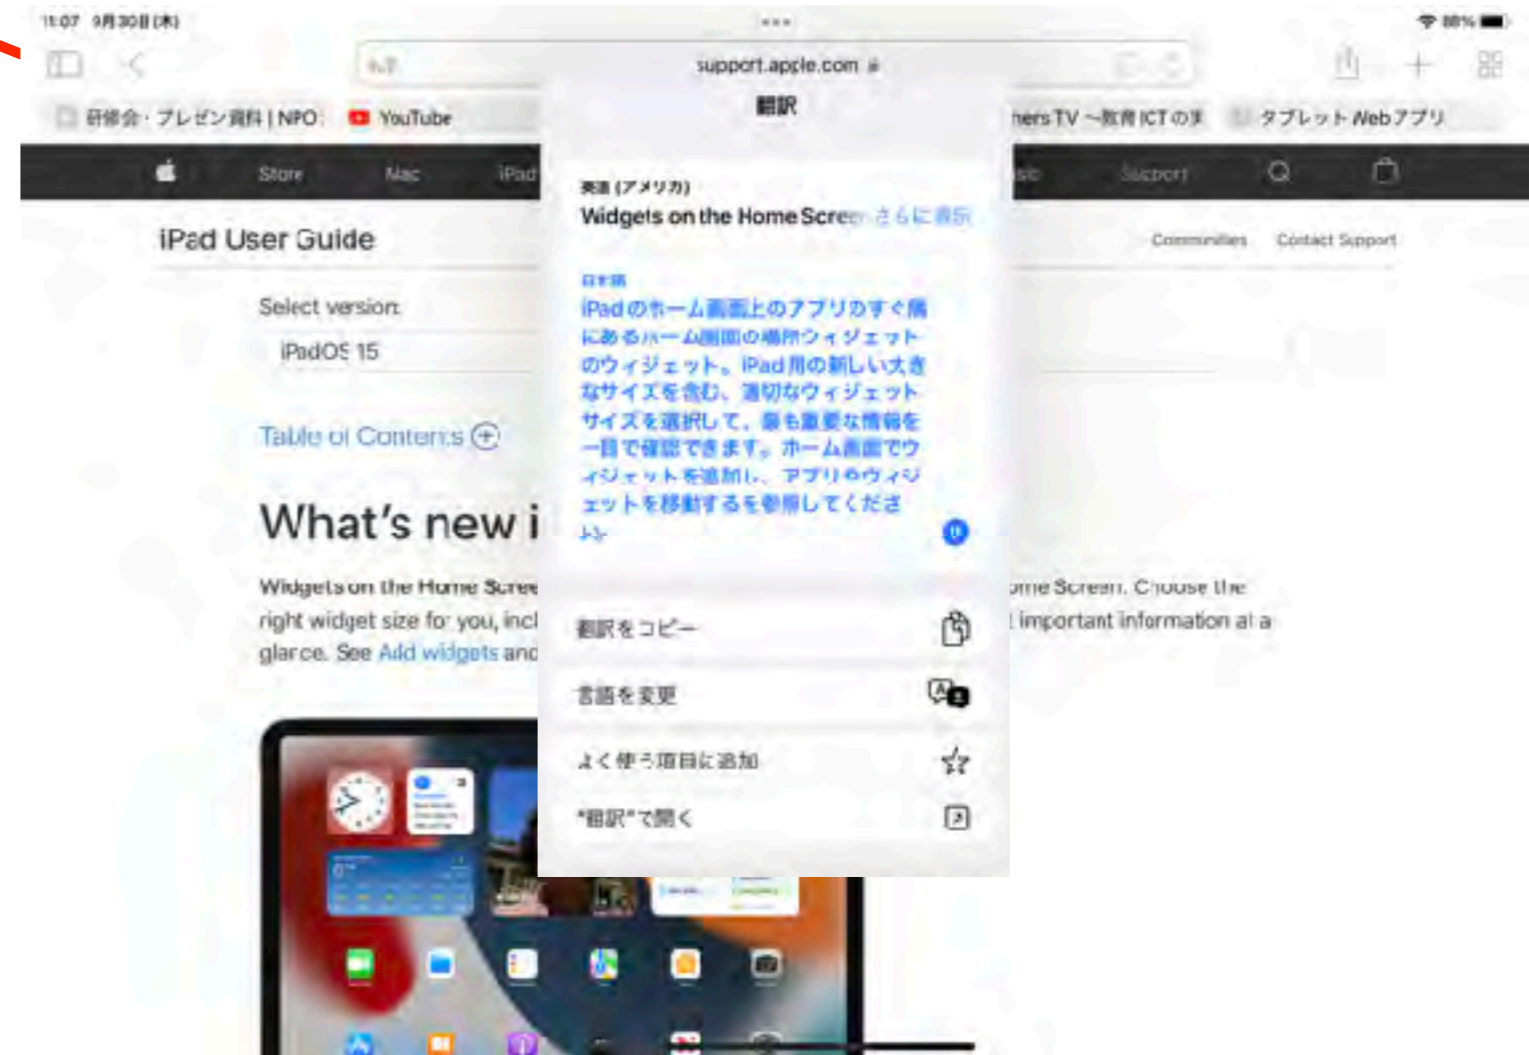 11:07 9月30日(木)
88%
support.apple.com
研修会・プレゼン資料 | NPO
YouTube
hers TV ~教育ICTの実
タブレットWebアプリ
Store
Mac
iPad
Support
iPad User Guide
Communities
Contact Support
Select version:
iPadOS 15
Table of Contents
What's new i
Widgets on the Home Scree
ome Screen. Choose the
right widget size for you, incl
important information at a
glance. See Add widgets and
翻訳
英語 (アメリカ)
Widgets on the Home Screen さらに表示
日本語
iPadのホーム画面上のアプリのすぐ隣
にあるホーム画面の場所ウィジェット
のウィジェット。iPad用の新しい大き
なサイズを含む、適切なウィジェット
サイズを選択して、最も重要な情報を
一目で確認できます。ホーム画面でウ
ィジェットを追加し、アプリやウィジ
ェットを移動するを参照してくださ
い
翻訳をコピー
言語を変更
よく使う項目に追加
"翻訳"で開く